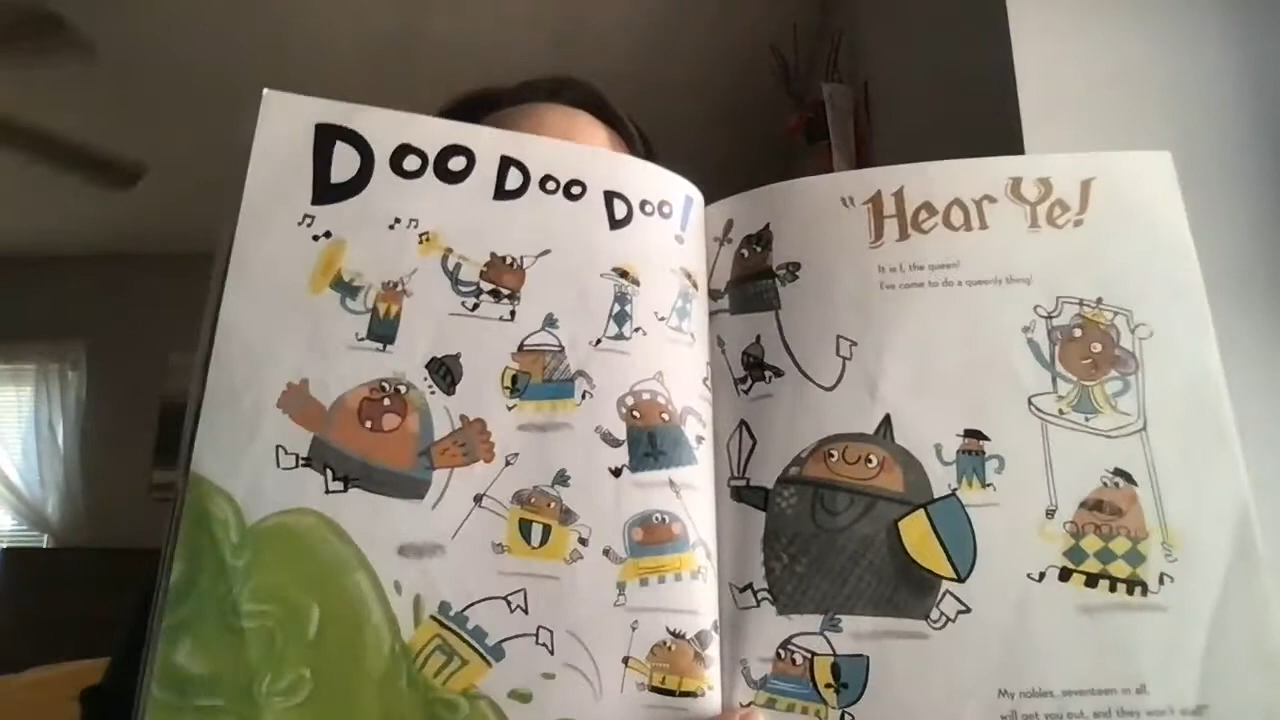 Doo Doo Doo!
"Hear Ye!
It is I, the queen!
I've come to do a queenly thing!
My nobles, seventeen in all,
will get you out, and they won't stall"